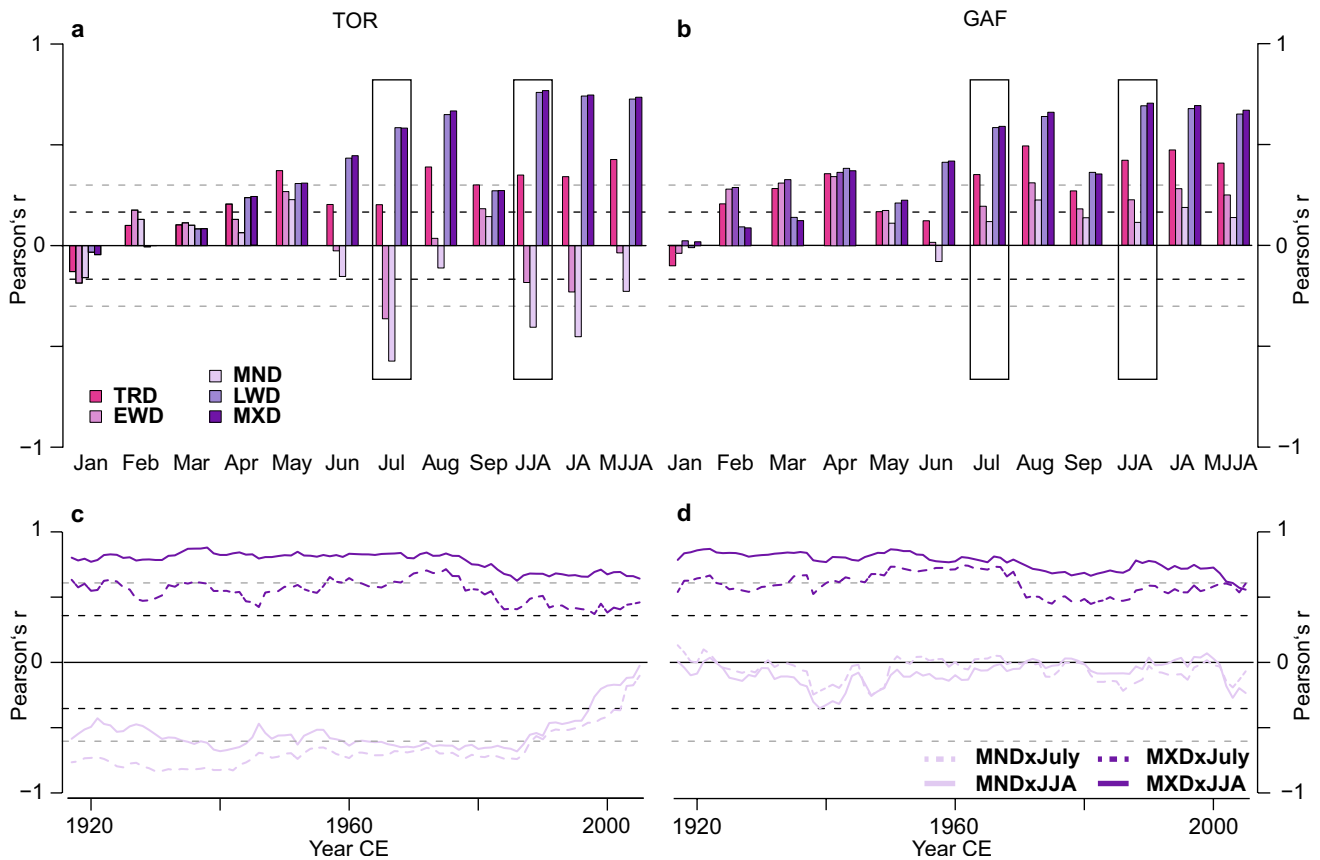 a
TOR
b
GAF
1
1
Pearson‘s r
0
0
Pearson‘s r
MND
TRD
LWD
EWD
MXD
−1
−1
Jan Feb Mar Apr May Jun Jul Aug Sep JJA JA MJJA
Jan Feb Mar Apr May Jun Jul Aug Sep JJA JA MJJA
c
d
1
1
Pearson‘s r
0
0
Pearson‘s r
MNDxJuly MXDxJuly
MNDxJJA MXDxJJA
−1
−1
1920 1960 2000
1920 1960 2000
Year CE
Year CE